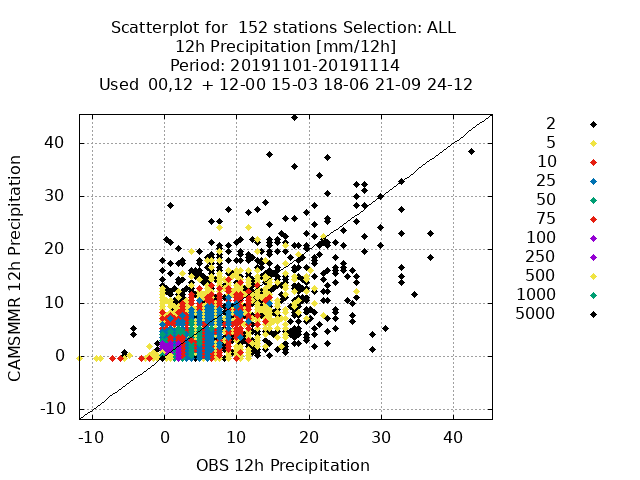 Scatterplot for  152 stations Selection: ALL
12h Precipitation [mm/12h]
Period: 20191101-20191114
Used  00,12  + 12-00 15-03 18-06 21-09 24-12
CAMSMMR 12h Precipitation
40
30
20
10
0
-10
-10 0 10 20 30 40
OBS 12h Precipitation
2
5
10
25
50
75
100
250
500
1000
5000